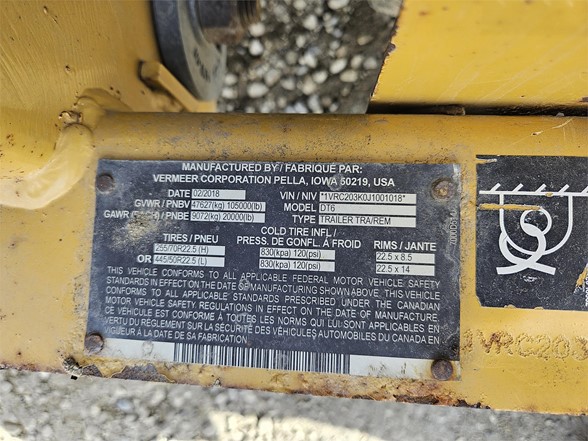 MANUFACTURED BY / FABRIQUE PAR:
VERMEER CORPORATION PELLA, IOWA 50219, USA
DATE 02/2018 VIN / NIV *1VRC203K0J1001018*
GVWR / PNBV 47627(kg) 105000(lb) MODEL DT6
GAWR (EACH) / PNBE 9072(kg) 20000(lb) TYPE TRAILER TRA/REM
COLD TIRE INFL./
TIRES / PNEU PRESS. DE GONFL. À FROID RIMS / JANTE
255/70R22.5 (H) 830(kpa) 120(psi) 22.5 x 8.5
OR 445/50R22.5 (L) 830(kpa) 120(psi) 22.5 x 14
THIS VEHICLE CONFORMS TO ALL APPLICABLE FEDERAL MOTOR VEHICLE SAFETY
STANDARDS IN EFFECT ON THE DATE OF MANUFACTURING SHOWN ABOVE. THIS VEHICLE
CONFORMS TO ALL APPLICABLE STANDARDS PRESCRIBED UNDER THE CANADIAN
MOTOR VEHICLE SAFETY REGULATIONS IN EFFECT ON THE DATE OF MANUFACTURE /
CE VÉHICULE EST CONFORME À TOUTES LES NORMES QUI LUI SONT APPLICABLES EN
VERTU DU RÈGLEMENT SUR LA SÉCURITÉ DES VÉHICULES AUTOMOBILES DU CANADA EN
VIGUEUR À LA DATE DE SA FABRICATION.
1VRC203